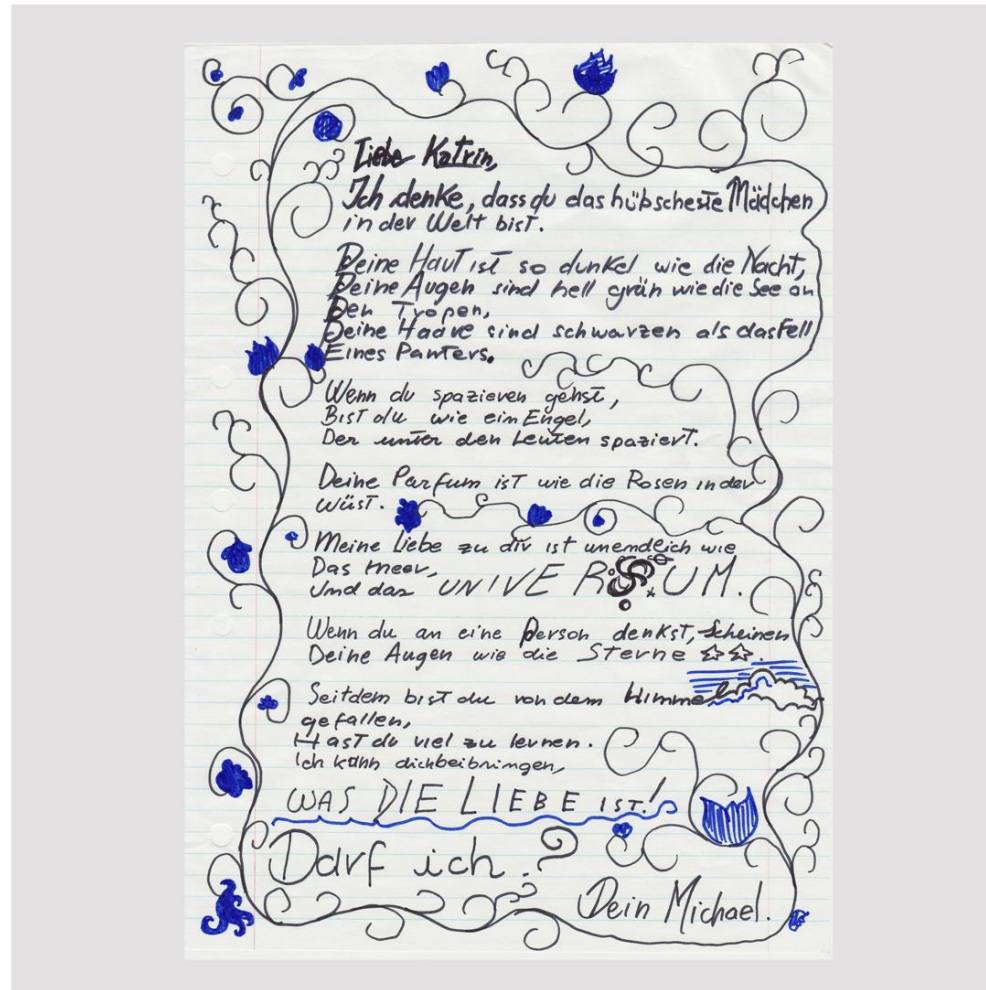 Liebe Katrin,
Ich denke, dass du das hübscheste Mädchen
in der Welt bist.
Deine Haut ist so dunkel wie die Nacht,
Deine Augen sind hell grün wie die See an
Den Tropen,
Deine Haare sind schwarzen als das Fell
Eines Panters.
Wenn du spazieren gehst,
Bist du wie ein Engel,
Der unter den Leuten spaziert.
Deine Parfum ist wie die Rosen in der
wüst.
Meine Liebe zu dir ist unendlich wie
Das meer,
Und das UNIVERSUM.
Wenn du an eine Person denkst, scheinen
Deine Augen wie die Sterne
Seitdem bist du von dem Himmel
gefallen,
Hast du viel zu lernen.
Ich kann dich beibringen,
WAS DIE LIEBE IST!
Darf ich?
Dein Michael.